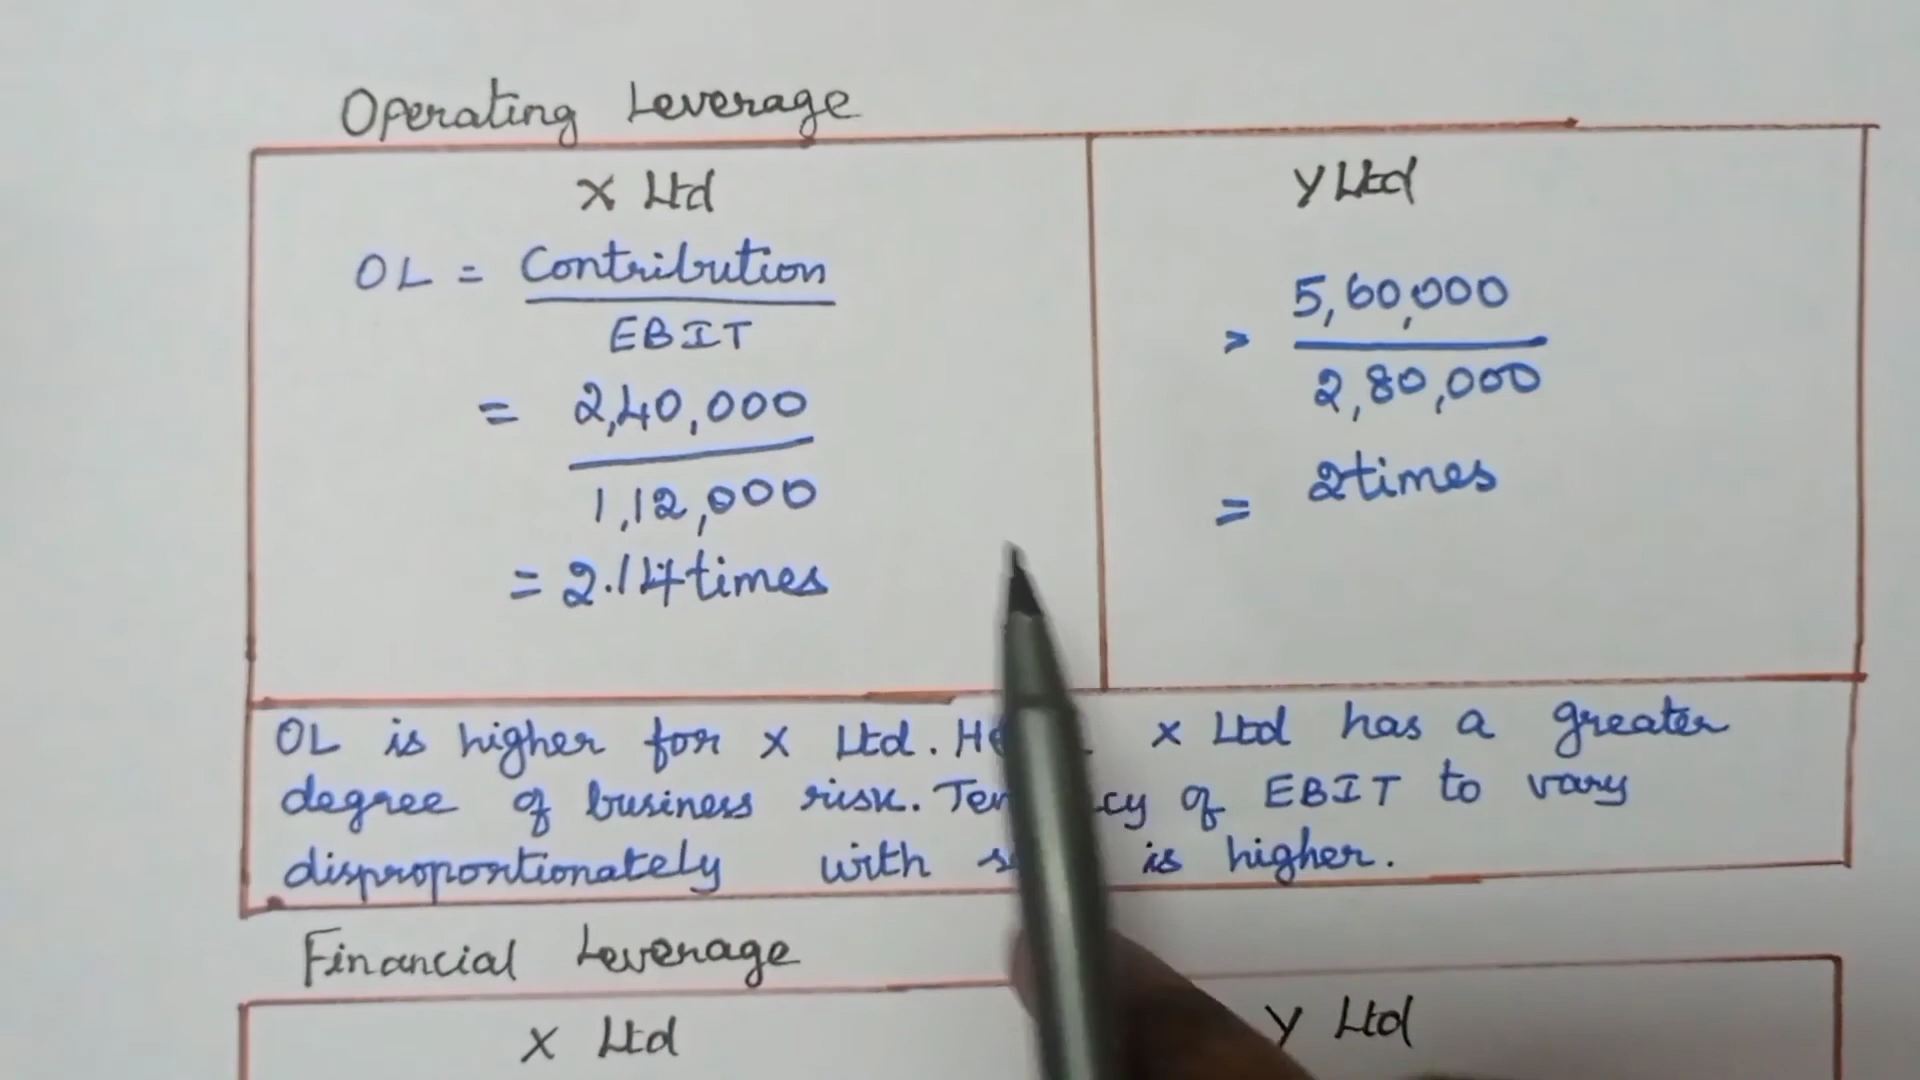 Operating Leverage
X Ltd
OL = Contribution
EBIT
= 2,40,000
1,12,000
= 2.14times
Y Ltd
5,60,000
2,80,000
= 2times
OL is higher for X Ltd. X Ltd has a greater
degree of business risk. of EBIT to vary
disproportionately with is higher.
Financial Leverage
X Ltd
Y Ltd